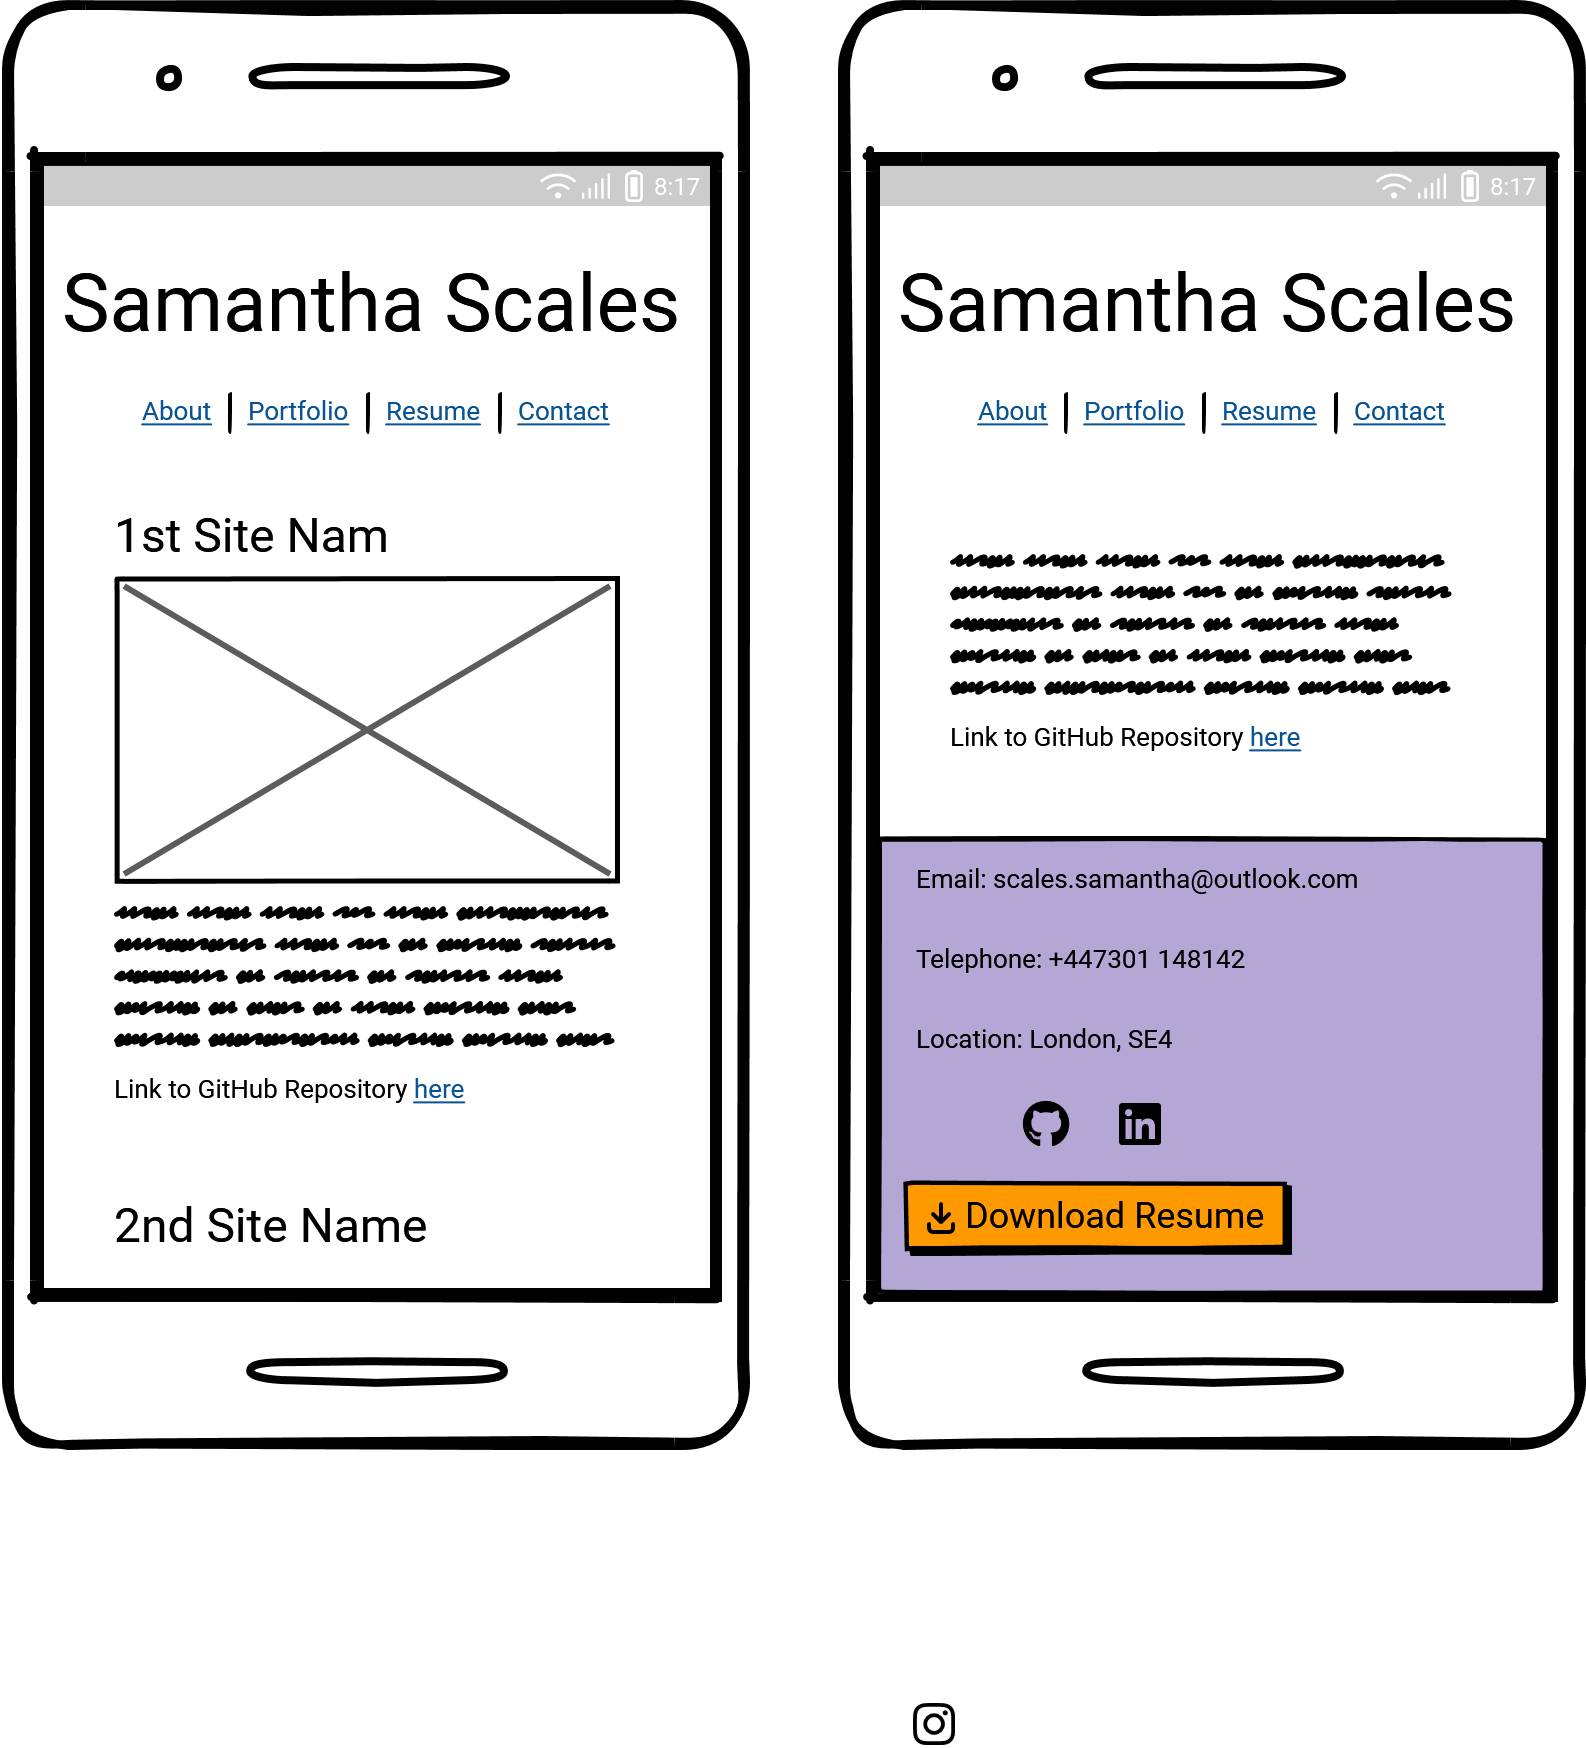 8:17
Samantha Scales
About Portfolio Resume Contact
1st Site Nam
Link to GitHub Repository here
2nd Site Name
8:17
Samantha Scales
About Portfolio Resume Contact
Link to GitHub Repository here
Email: scales.samantha@outlook.com
Telephone: +447301 148142
Location: London, SE4
in
Download Resume